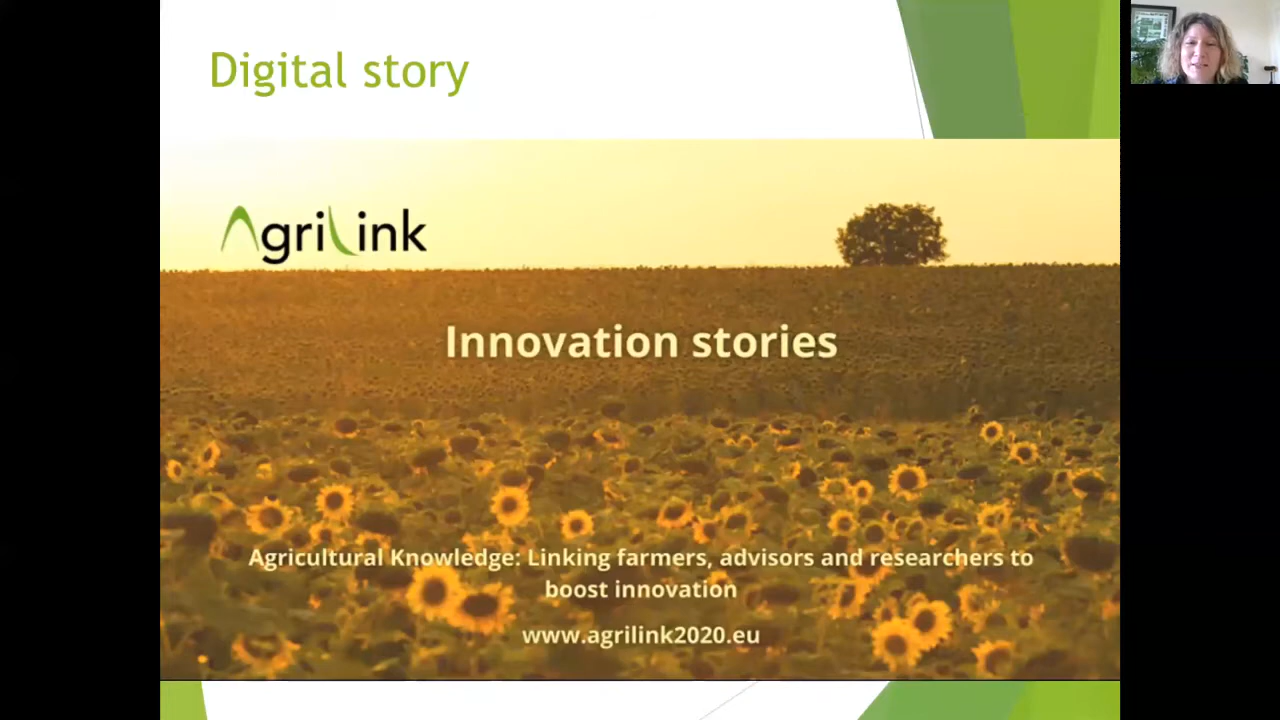 Digital story
AgriLink
Innovation stories
Agricultural Knowledge: Linking farmers, advisors and researchers to
boost innovation
www.agrilink2020.eu